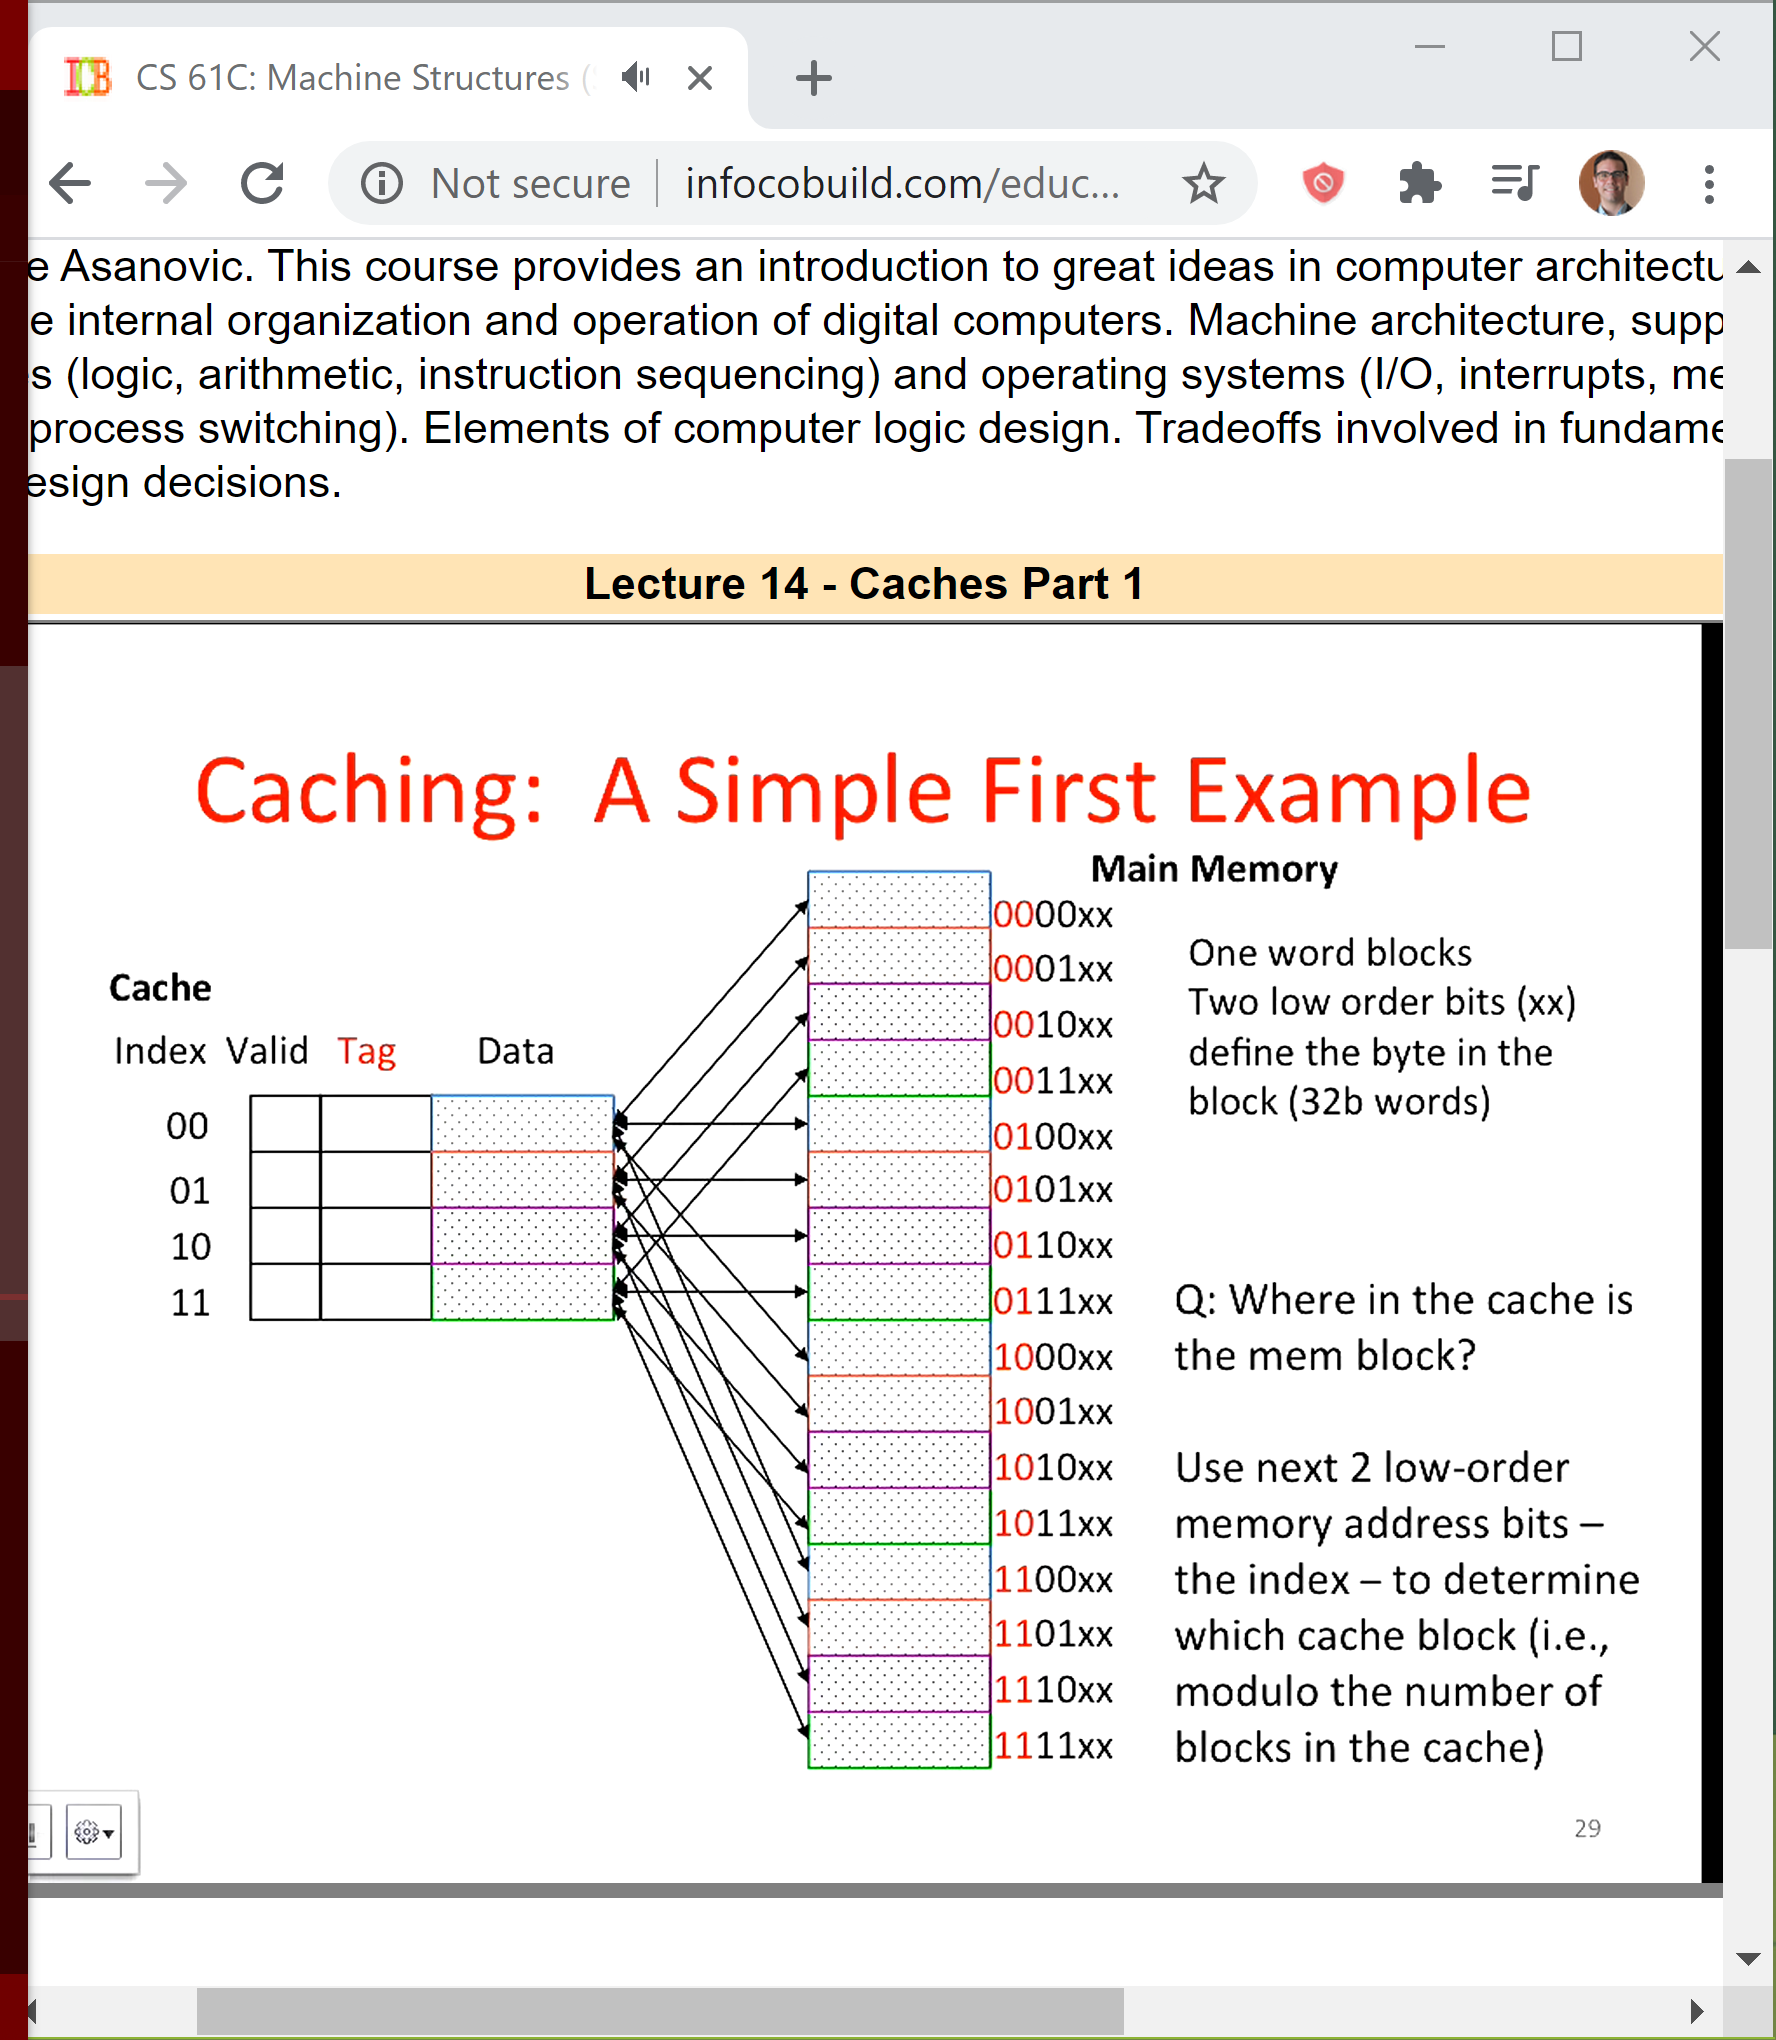 CS 61C: Machine Structures (
Not secure
infocobuild.com/educ...
e Asanovic. This course provides an introduction to great ideas in computer architectu
e internal organization and operation of digital computers. Machine architecture, supp
s (logic, arithmetic, instruction sequencing) and operating systems (I/O, interrupts, me
process switching). Elements of computer logic design. Tradeoffs involved in fundame
esign decisions.
Lecture 14 - Caches Part 1
Caching: A Simple First Example
Main Memory
Cache
Index Valid Tag Data
00
01
10
11
0000xx
0001xx
0010xx
0011xx
0100xx
0101xx
0110xx
0111xx
1000xx
1001xx
1010xx
1011xx
1100xx
1101xx
1110xx
1111xx
One word blocks
Two low order bits (xx)
define the byte in the
block (32b words)
Q: Where in the cache is
the mem block?
Use next 2 low-order
memory address bits –
the index – to determine
which cache block (i.e.,
modulo the number of
blocks in the cache)
29